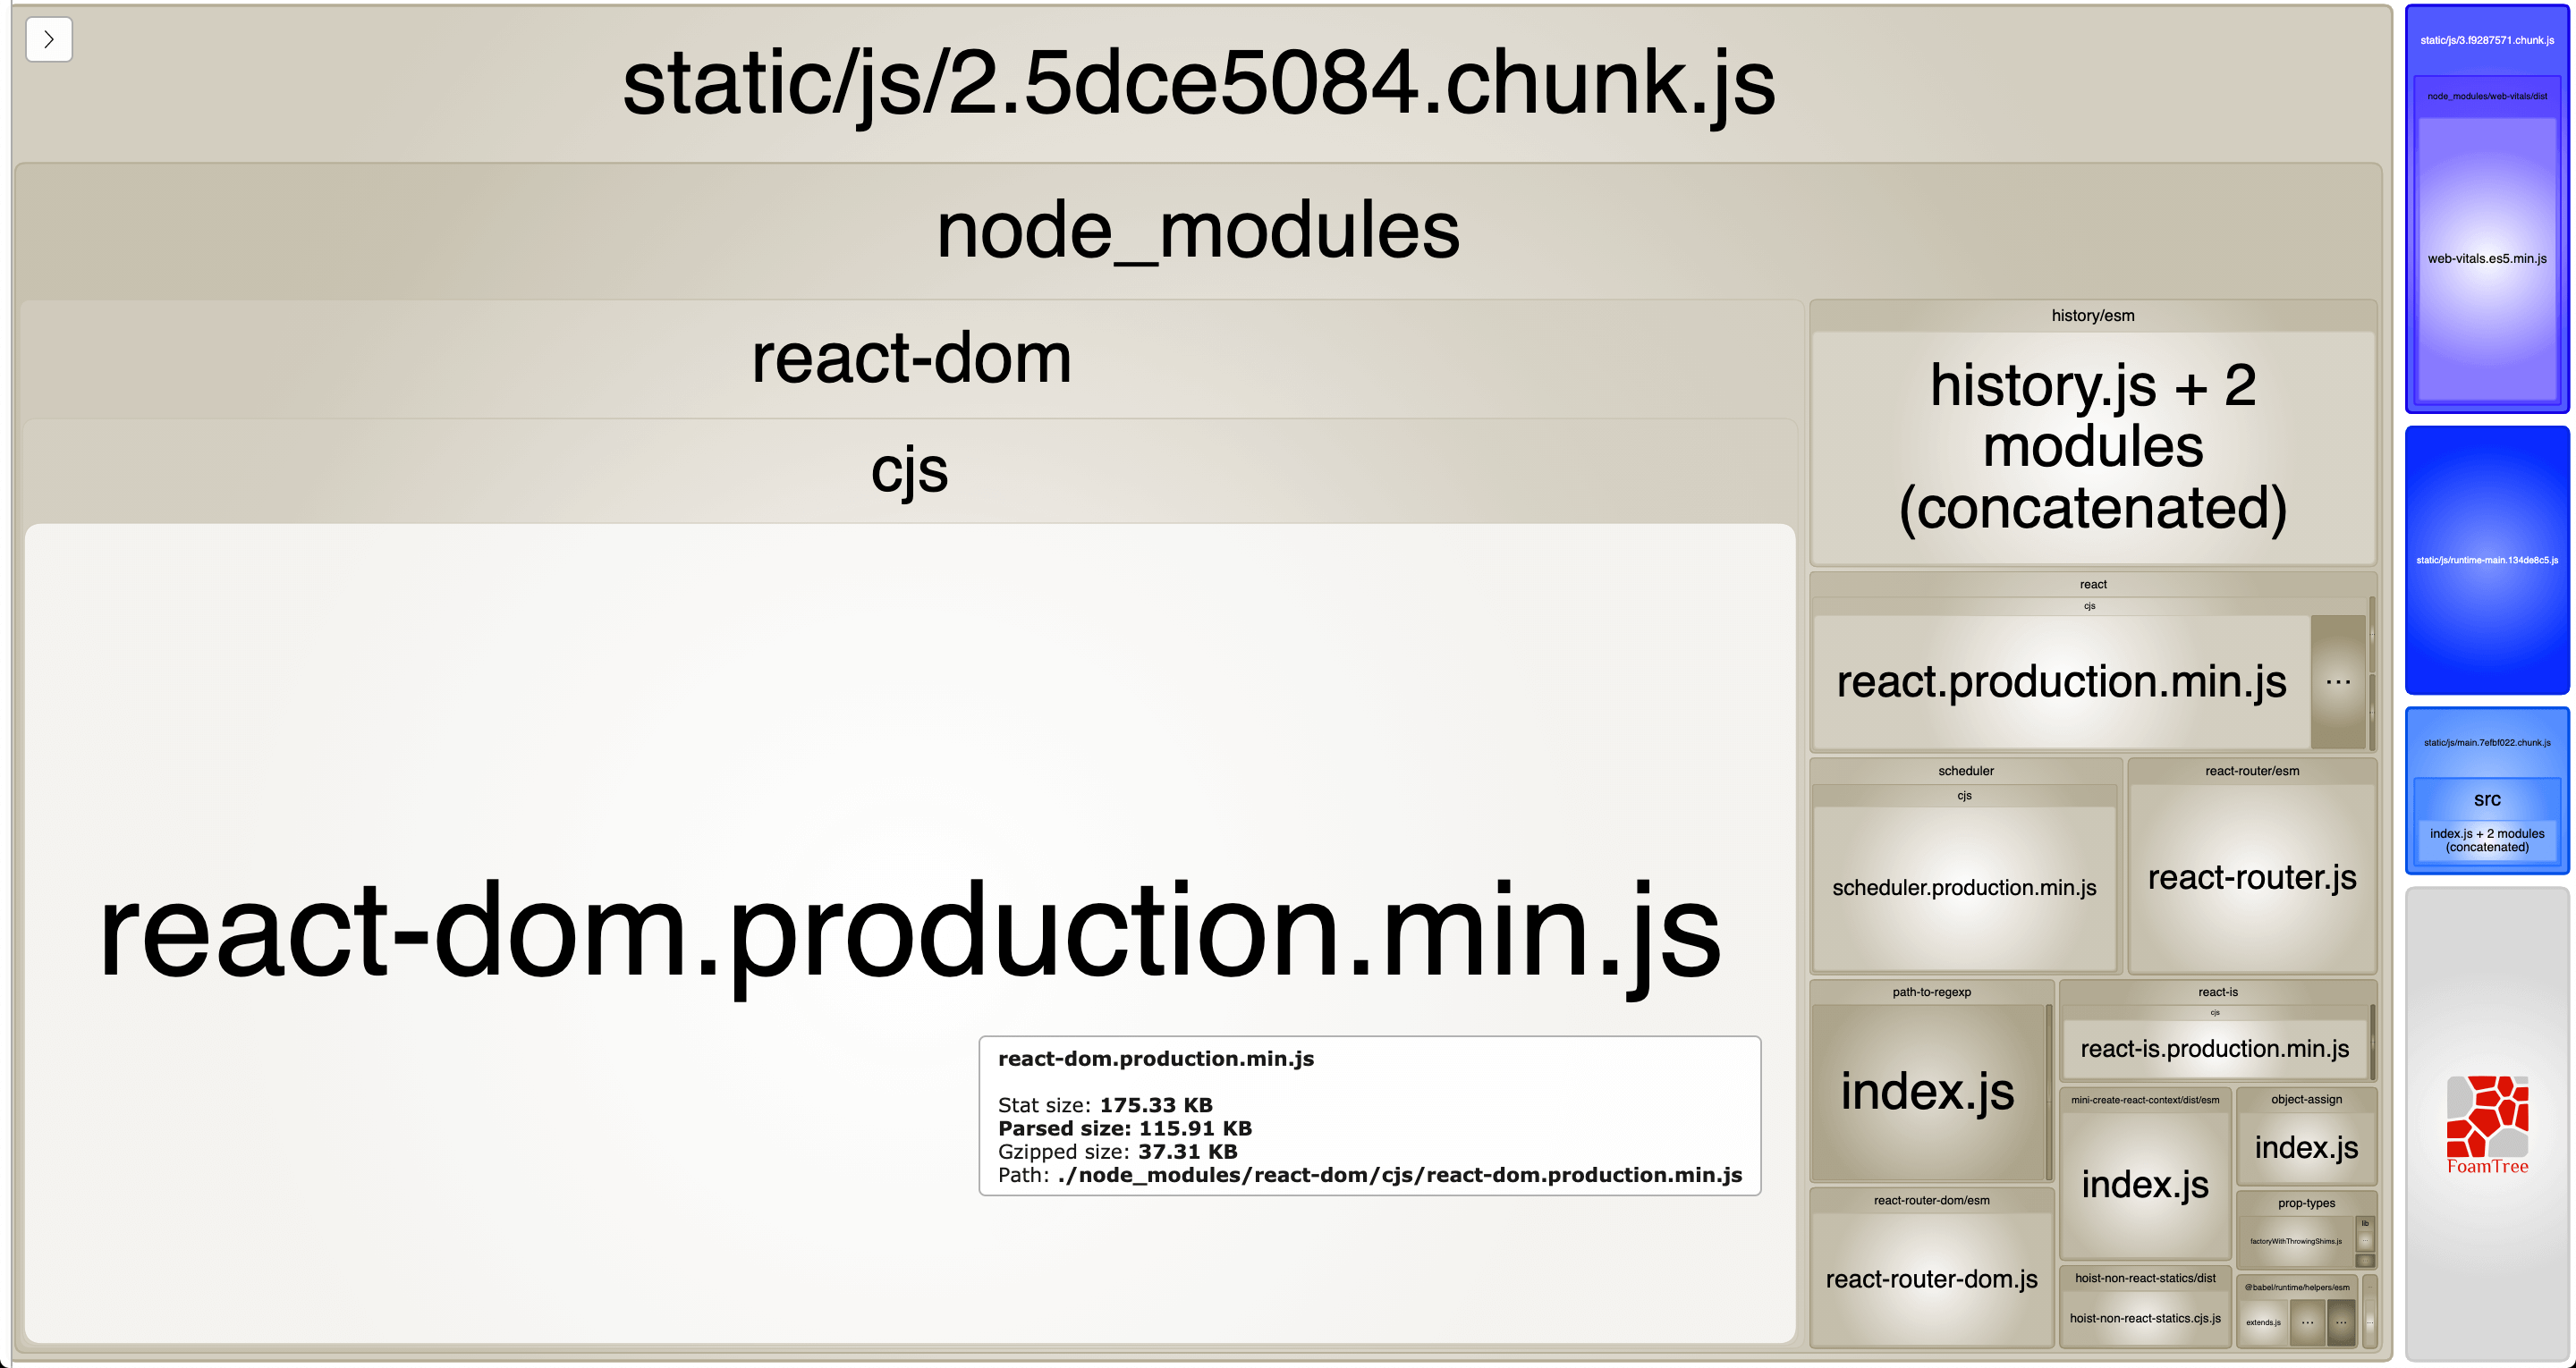 static/js/2.5dce5084.chunk.js
node_modules
react-dom
cjs
react-dom.production.min.js
react-dom.production.min.js
Stat size: 175.33 KB
Parsed size: 115.91 KB
Gzipped size: 37.31 KB
Path: ./node_modules/react-dom/cjs/react-dom.production.min.js
history/esm
history.js + 2
modules
(concatenated)
react
cjs
react.production.min.js
...
scheduler
cjs
scheduler.production.min.js
react-router/esm
react-router.js
path-to-regexp
index.js
react-is
cjs
react-is.production.min.js
mini-create-react-context/dist/esm
index.js
object-assign
index.js
prop-types
factoryWithThrowingShims.js
lib
...
react-router-dom/esm
react-router-dom.js
hoist-non-react-statics/dist
hoist-non-react-statics.cjs.js
@babel/runtime/helpers/esm
extends.js
...
...
static/js/3.f9287571.chunk.js
node_modules/web-vitals/dist
web-vitals.es5.min.js
static/js/runtime-main.134de8c5.js
static/js/main.7efbf022.chunk.js
src
index.js + 2 modules
(concatenated)
FoamTree